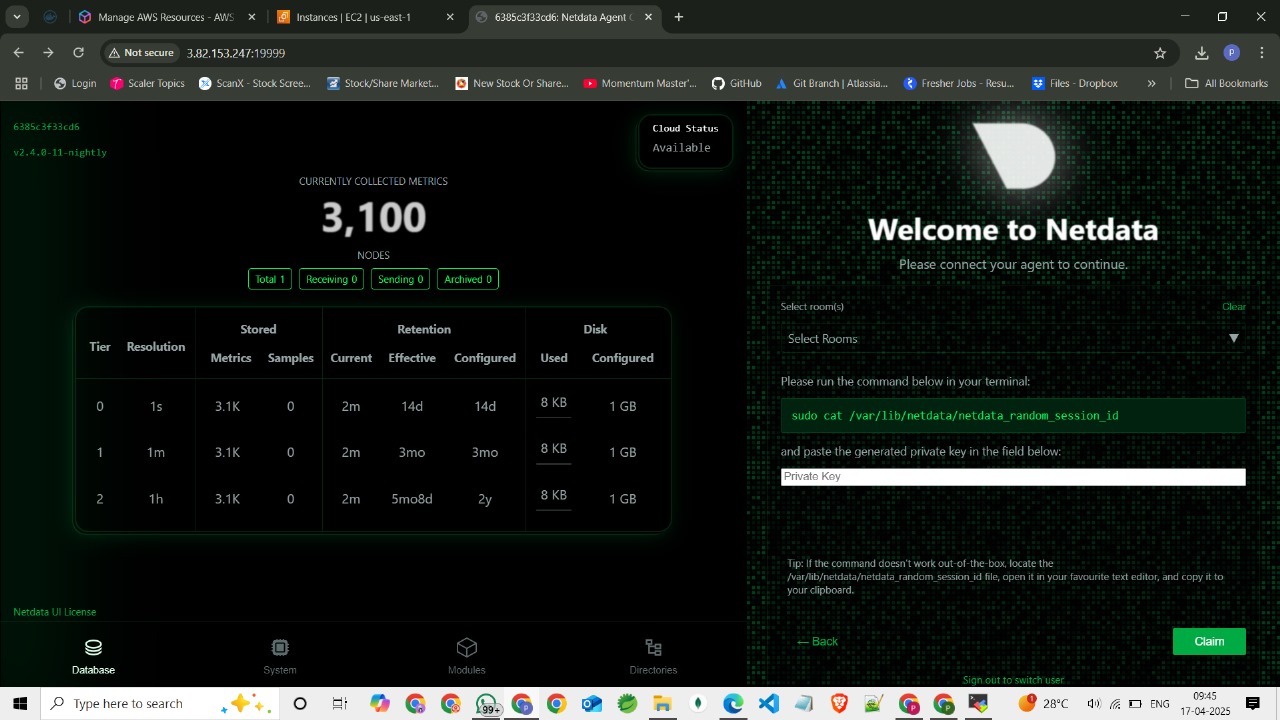 Manage AWS Resources - AWS
Instances | EC2 | us-east-1
6385c3f33cd6: Netdata Agent C
Not secure
3.82.153.247:19999
P
Login
Scaler Topics
ScanX - Stock Scree...
Stock/Share Market...
New Stock Or Share...
Momentum Master'...
GitHub
Git Branch | Atlassia...
Fresher Jobs - Resu...
Files - Dropbox
All Bookmarks
6385c3f33cd6
v2.4.0-11-nightly
Cloud Status
Available
CURRENTLY COLLECTED METRICS
3,100
NODES
Total 1
Receiving 0
Sending 0
Archived 0
Stored Retention Disk
Tier Resolution
Metrics Samples Current Effective Configured Used Configured
0 1s 3.1K 0 2m 14d 14d 8 KB 1 GB
1 1m 3.1K 0 2m 3mo 3mo 8 KB 1 GB
2 1h 3.1K 0 2m 5mo8d 2y 8 KB 1 GB
Netdata UI License
Database
System
Modules
Directories
Welcome to Netdata
Please connect your agent to continue.
Select room(s)
Clear
Select Rooms
Please run the command below in your terminal:
sudo cat /var/lib/netdata/netdata_random_session_id
and paste the generated private key in the field below:
Private Key
Tip: If the command doesn't work out-of-the-box, locate the
/var/lib/netdata/netdata_random_session_id file, open it in your favourite text editor, and copy it to
your clipboard.
← Back
Claim
Sign out to switch user
Type here to search
99+
28°C
ENG
09:45
17-04-2025